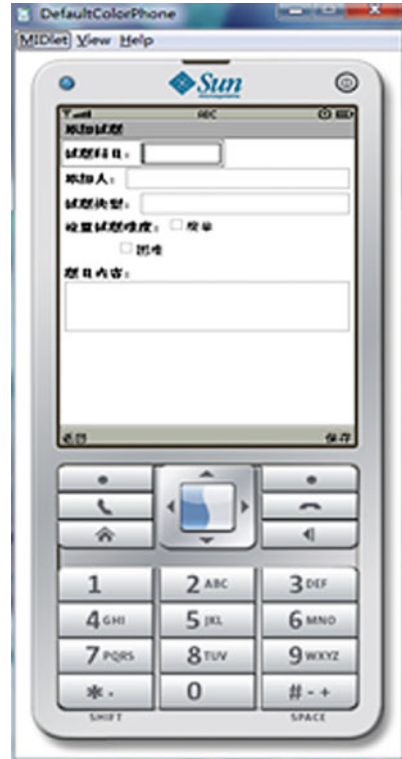 DefaultColorPhone
MIDlet View Help
Sun
ABC
添加试题
试题科目：
添加人：
试题类型：
设置试题难度： 简单
困难
题目内容：
返回 保存
1 2 ABC 3 DEF
4 GHI 5 JKL 6 MNO
7 PQRS 8 TUV 9 WXYZ
* . 0 # - +
SHIFT SPACE